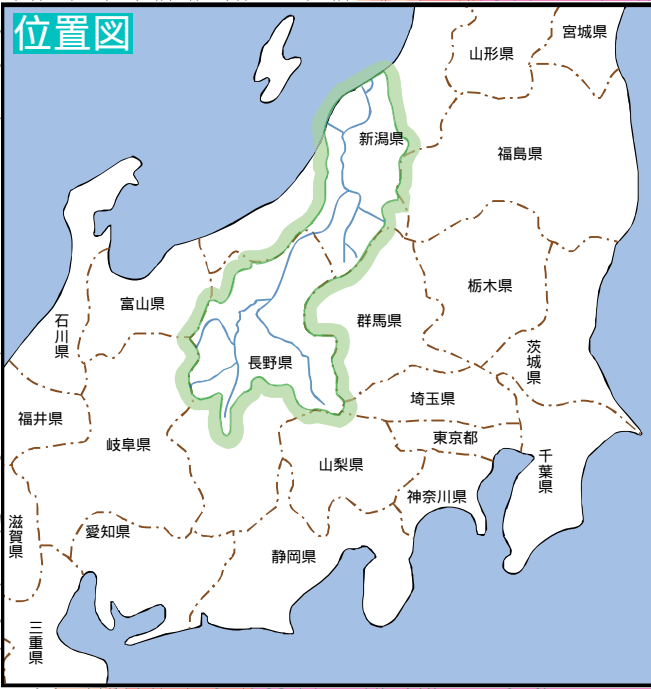 位置図
宮城県
山形県
新潟県
福島県
栃木県
富山県
群馬県
石川県
茨城県
長野県
埼玉県
福井県
東京都
岐阜県
千葉県
山梨県
神奈川県
滋賀県
愛知県
静岡県
三重県